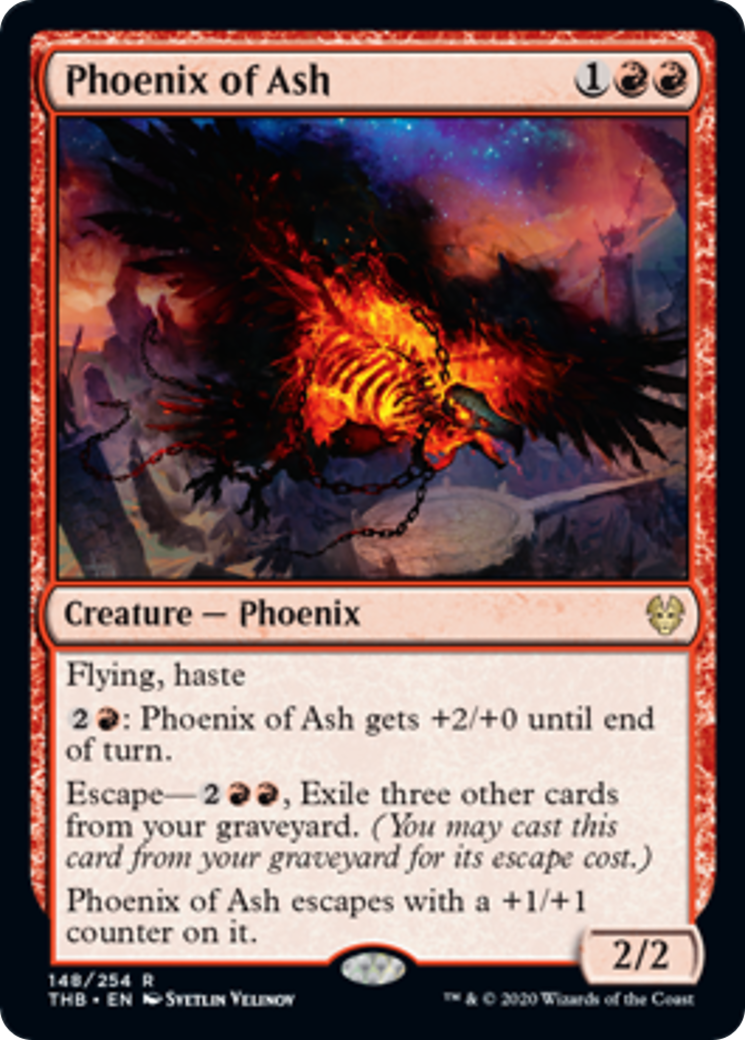 Phoenix of Ash 1
Creature — Phoenix
Flying, haste
2 : Phoenix of Ash gets +2/+0 until end
of turn.
Escape—2 , Exile three other cards
from your graveyard. (You may cast this
card from your graveyard for its escape cost.)
Phoenix of Ash escapes with a +1/+1
counter on it.
2/2
148/254 R
THB • EN Svetlin Velinov
™ & © 2020 Wizards of the Coast